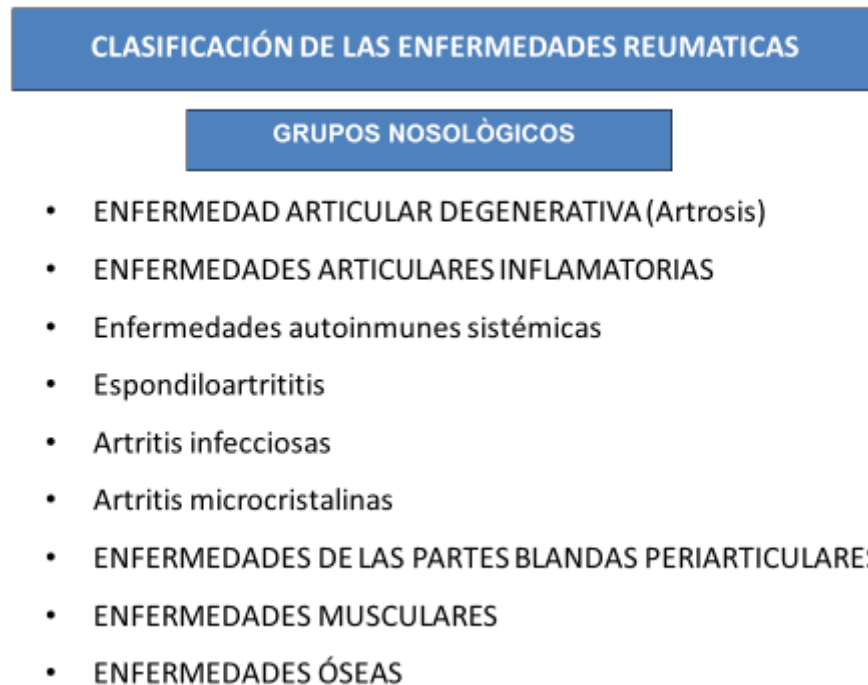 CLASIFICACIÓN DE LAS ENFERMEDADES REUMATICAS
GRUPOS NOSOLÒGICOS
• ENFERMEDAD ARTICULAR DEGENERATIVA (Artrosis)
• ENFERMEDADES ARTICULARES INFLAMATORIAS
• Enfermedades autoinmunes sistémicas
• Espondiloartrititis
• Artritis infecciosas
• Artritis microcristalinas
• ENFERMEDADES DE LAS PARTES BLANDAS PERIARTICULARES
• ENFERMEDADES MUSCULARES
• ENFERMEDADES ÓSEAS